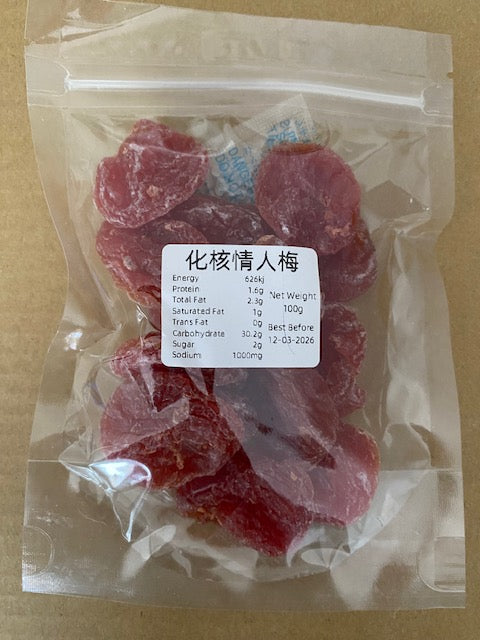 化核情人梅
Energy 626kj
Protein 1.6g
Total Fat 2.3g
Saturated Fat 1g
Trans Fat 0g
Carbohydrate 30.2g
Sugar 2g
Sodium 1000mg
Net Weight
100g
Best Before
12-03-2026